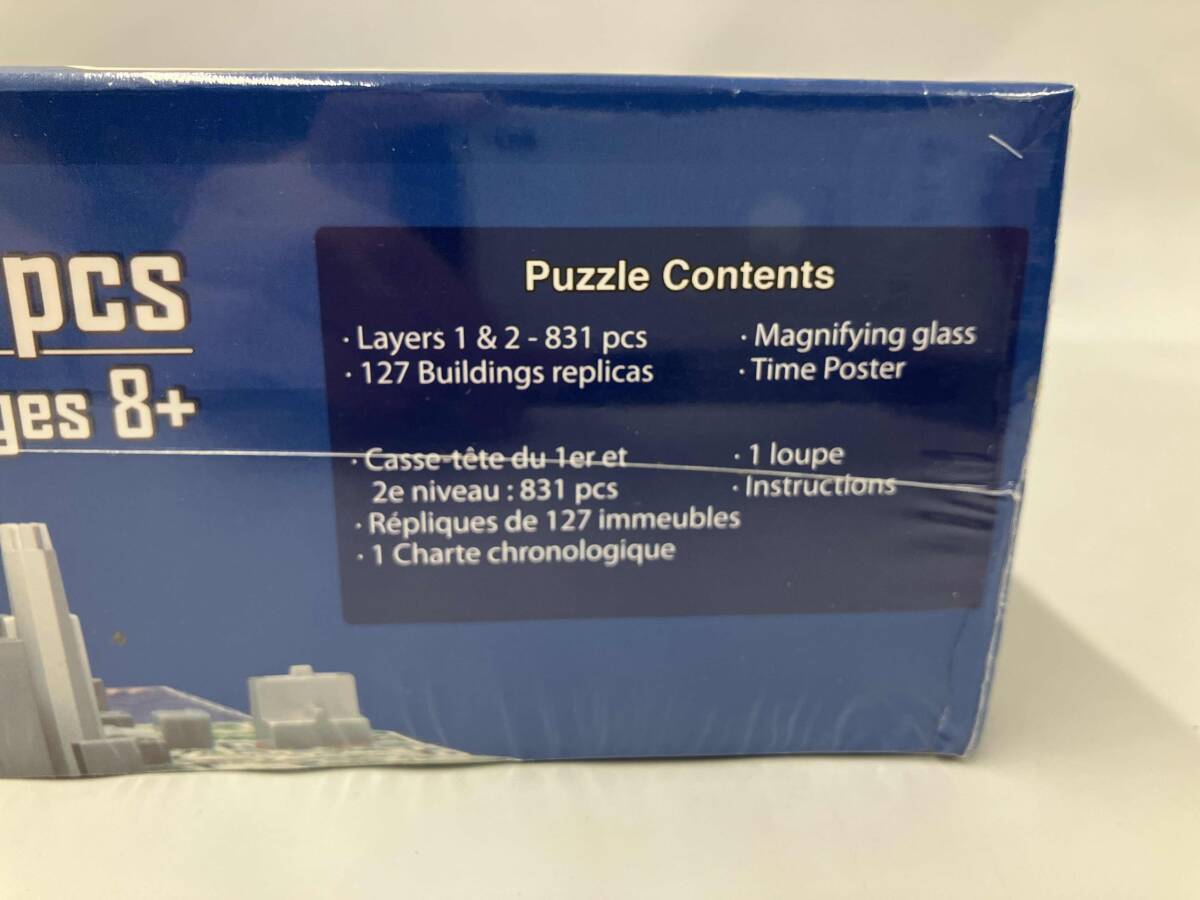 pcs
ges 8+
Puzzle Contents
· Layers 1 & 2 - 831 pcs
· 127 Buildings replicas
· Magnifying glass
· Time Poster
· Casse-tête du 1er et
2e niveau : 831 pcs
· Répliques de 127 immeubles
· 1 Charte chronologique
· 1 loupe
· Instructions